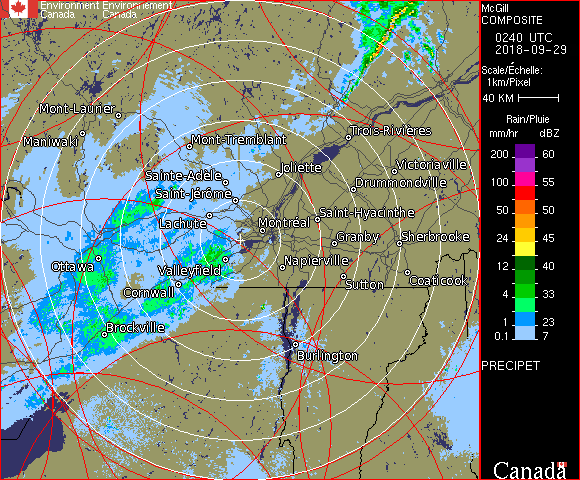 Environment Environnement
Canada Canada
McGill
COMPOSITE
0240 UTC
2018-09-29
Scale/Échelle:
1km/Pixel
40 KM
Rain/Pluie
mm/hr dBZ
200 60
100 55
50 50
24 45
12 40
4 33
1 23
0.1 7
PRECIPET
Canada
Mont-Laurier
Maniwaki
Mont-Tremblant
Trois-Rivières
Joliette
Victoriaville
Sainte-Adèle
Drummondville
Saint-Jérôme
Saint-Hyacinthe
Lachute
Montréal
Granby
Sherbrooke
Ottawa
Valleyfield
Napierville
Coaticook
Cornwall
Sutton
Brockville
Burlington